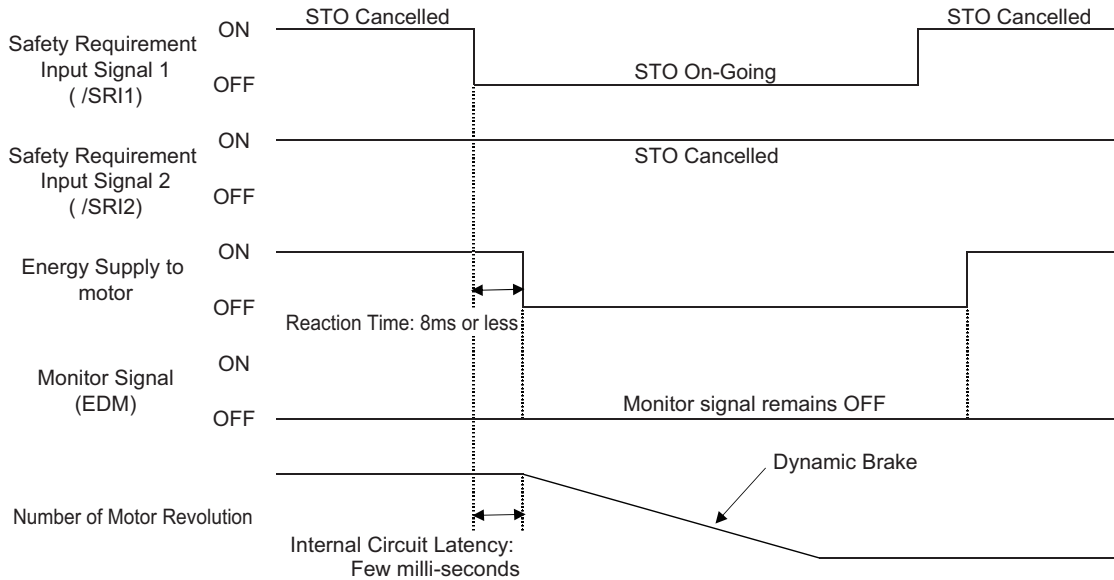 STO Cancelled
STO Cancelled
ON
Safety Requirement
Input Signal 1
( /SRI1)
OFF
STO On-Going
ON
Safety Requirement
Input Signal 2
( /SRI2)
STO Cancelled
OFF
ON
Energy Supply to
motor
OFF
Reaction Time: 8ms or less
ON
Monitor Signal
(EDM)
OFF
Monitor signal remains OFF
Dynamic Brake
Number of Motor Revolution
Internal Circuit Latency:
Few milli-seconds